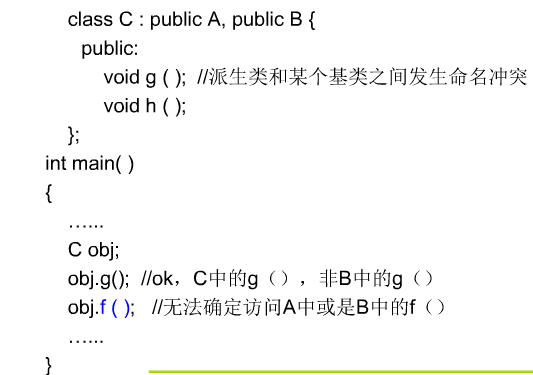 class C : public A, public B {
public:
void g ( ); //派生类和某个基类之间发生命名冲突
void h ( );
};
int main( )
{
…...
C obj;
obj.g(); //ok，C中的g（），非B中的g（）
obj.f ( ); //无法确定访问A中或是B中的f（）
…...
}